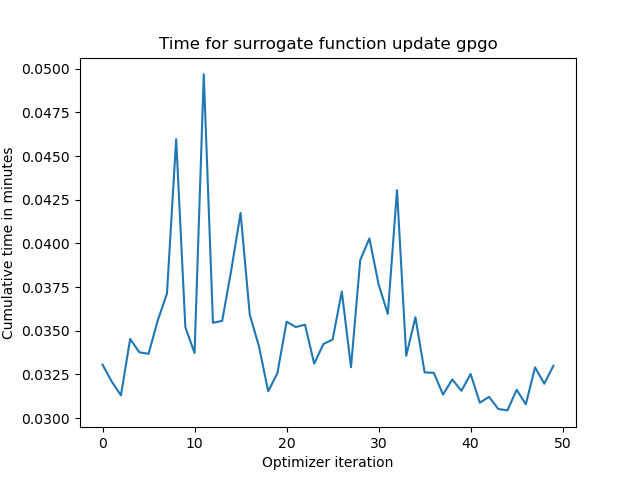 Time for surrogate function update gpgo
Cumulative time in minutes
0.0500
0.0475
0.0450
0.0425
0.0400
0.0375
0.0350
0.0325
0.0300
0 10 20 30 40 50
Optimizer iteration